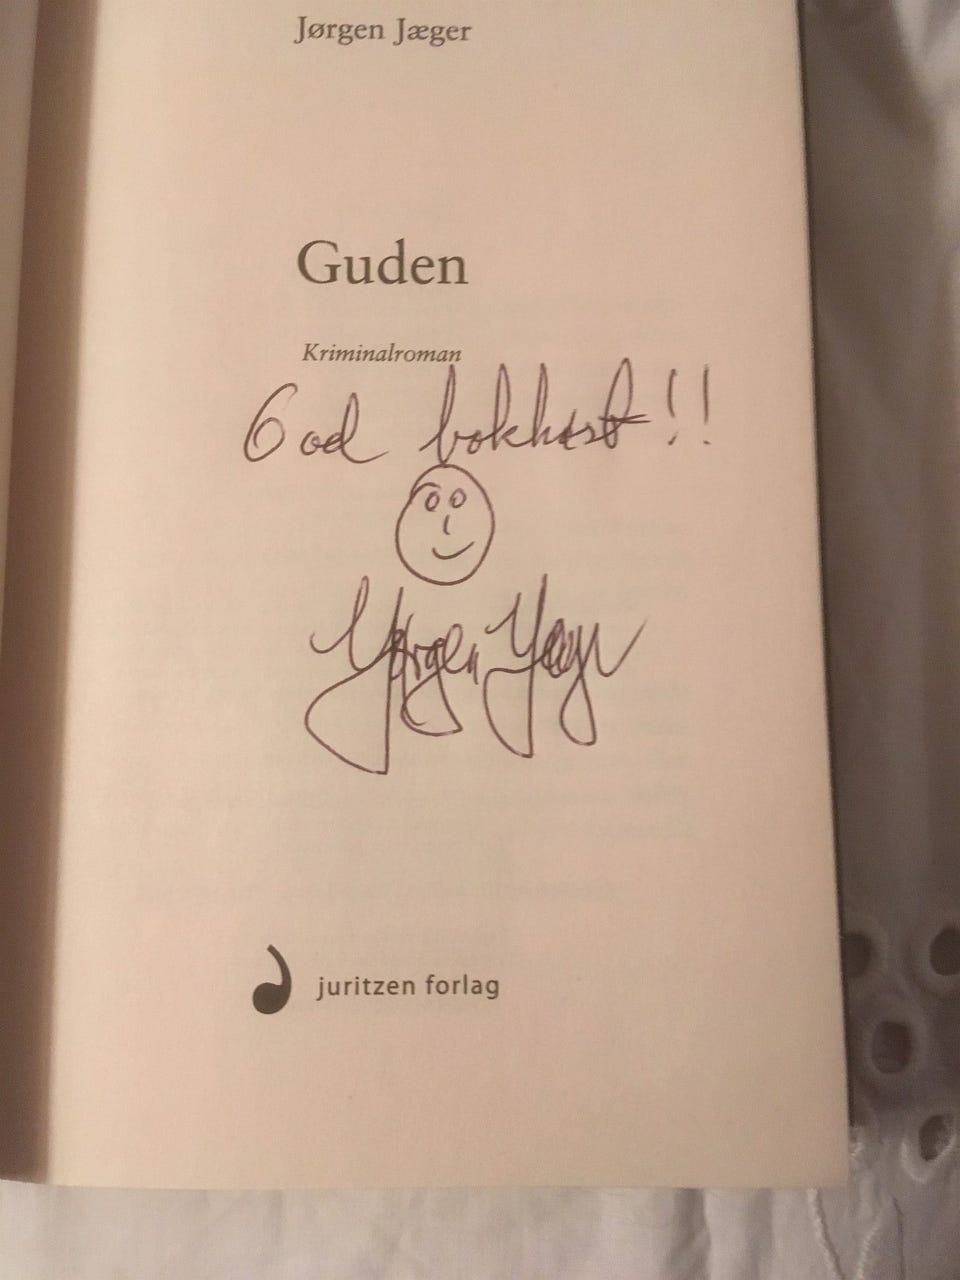 Jørgen Jæger
Guden
Kriminalroman
God bokhøst!!
Jørgen Jæger
juritzen forlag